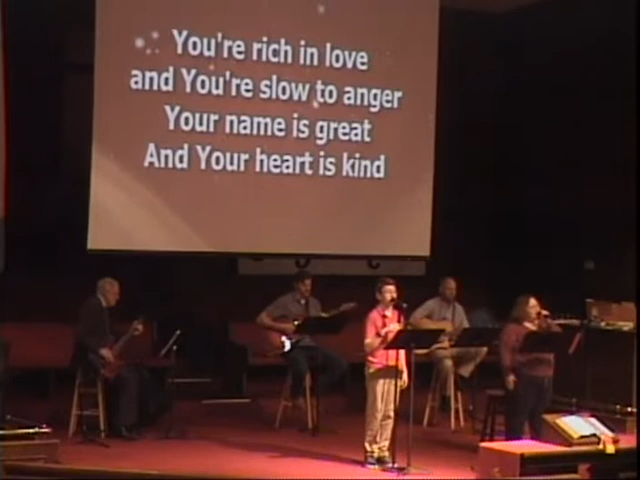 You're rich in love
and You're slow to anger
Your name is great
And Your heart is kind